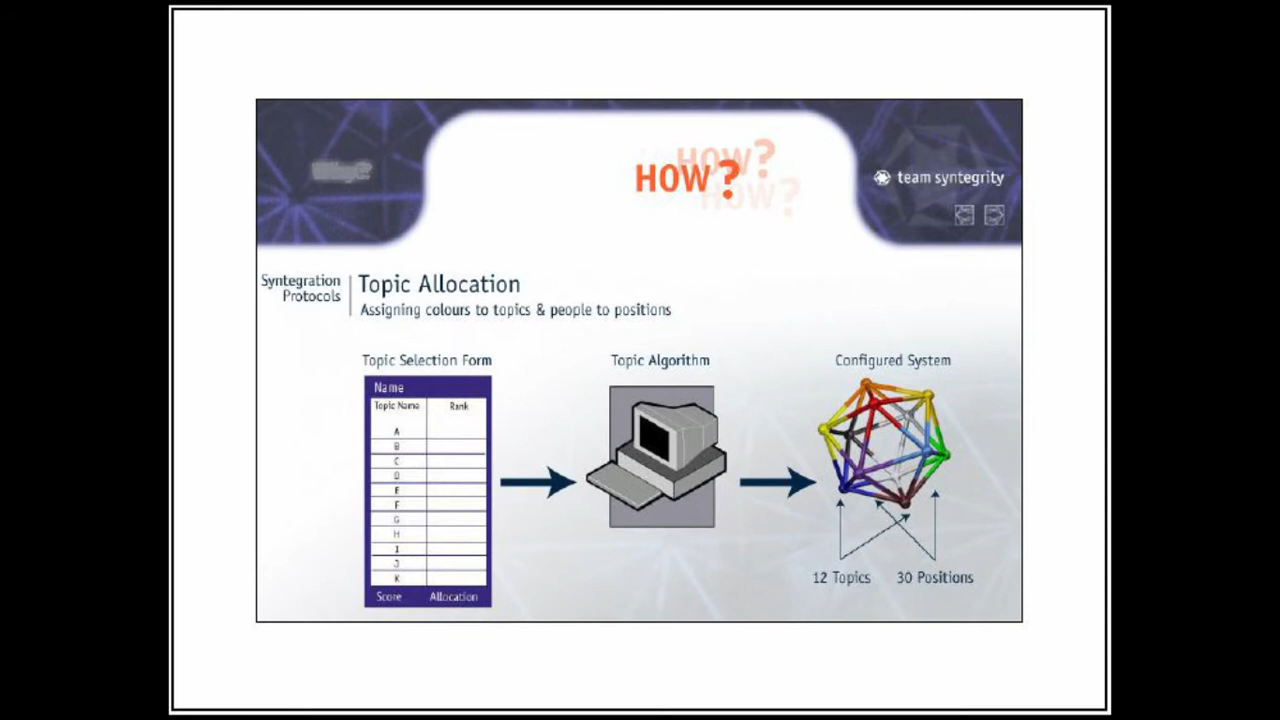 HOW?
HOW?
HOW?
team syntegrity
Syntegration
Protocols
Topic Allocation
Assigning colours to topics & people to positions
Topic Selection Form
Topic Algorithm
Configured System
Name
Topic Name Rank
A
B
C
D
E
F
G
H
I
J
K
Score Allocation
12 Topics 30 Positions